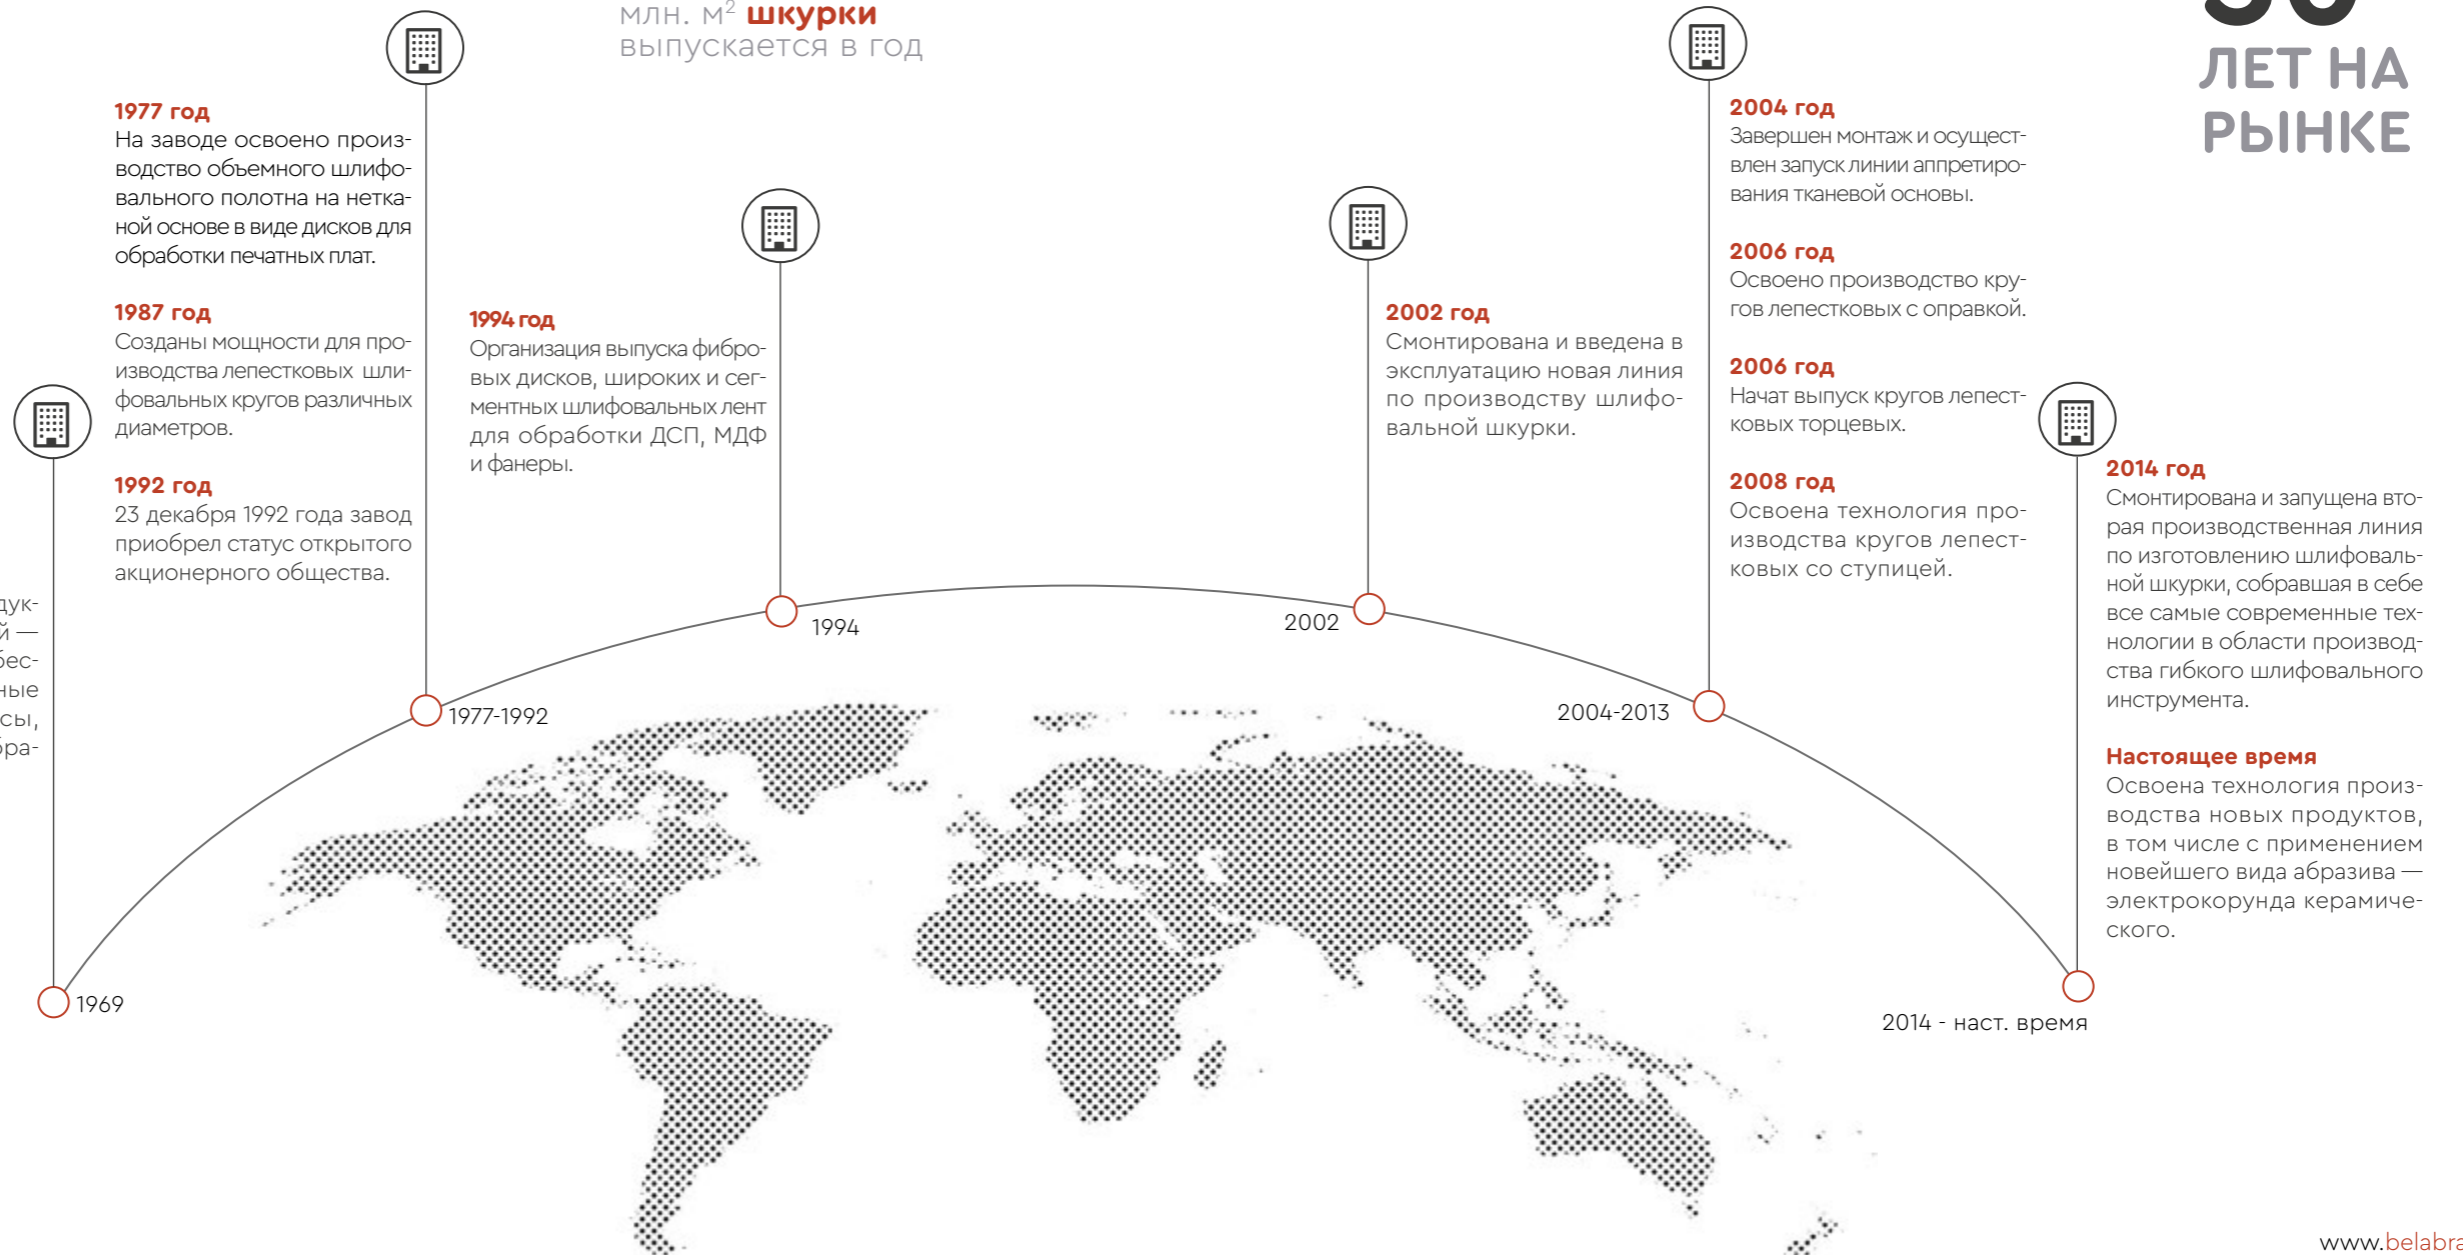 млн. м² шкурки
выпускается в год
ЛЕТ НА
РЫНКЕ
1977 год
На заводе освоено произ-
водство объемного шлифо-
вального полотна на нетка-
ной основе в виде дисков для
обработки печатных плат.
1987 год
Созданы мощности для про-
изводства лепестковых шли-
фовальных кругов различных
диаметров.
1992 год
23 декабря 1992 года завод
приобрел статус открытого
акционерного общества.
1994 год
Организация выпуска фибро-
вых дисков, широких и сег-
ментных шлифовальных лент
для обработки ДСП, МДФ
и фанеры.
2002 год
Смонтирована и введена в
эксплуатацию новая линия
по производству шлифо-
вальной шкурки.
2004 год
Завершен монтаж и осущест-
влен запуск линии аппретиро-
вания тканевой основы.
2006 год
Освоено производство кру-
гов лепестковых с оправкой.
2006 год
Начат выпуск кругов лепест-
ковых торцевых.
2008 год
Освоена технология про-
изводства кругов лепест-
ковых со ступицей.
2014 год
Смонтирована и запущена вто-
рая производственная линия
по изготовлению шлифоваль-
ной шкурки, собравшая в себе
все самые современные тех-
нологии в области производ-
ства гибкого шлифовального
инструмента.
Настоящее время
Освоена технология произ-
водства новых продуктов,
в том числе с применением
новейшего вида абразива —
электрокорунда керамиче-
ского.
1969
1977-1992
1994
2002
2004-2013
2014 - наст. время
www.belabra